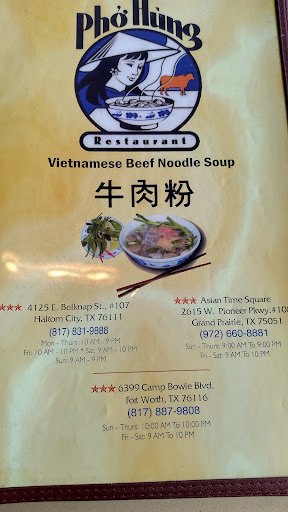 Phở Hùng
Restaurant
Vietnamese Beef Noodle Soup
牛肉粉
★★★ 4125 E. Belknap St., #107
Haltom City, TX 76111
(817) 831-9888
Mon - Thurs: 10 AM - 9 PM
Fri: 10 AM - 10 PM * Sat: 9 AM - 10 PM
Sun: 9 AM - 9 PM
★★★ Asian Time Square
2615 W. Pioneer Pkwy.#10
Grand Prairie, TX 75051
(972) 660-8881
Sun - Thurs: 9:00 AM To 9:00 PM
Fri - Sat: 9 AM To 10 PM
★★★ 6399 Camp Bowie Blvd.
Fort Worth, TX 76116
(817) 887-9808
Sun - Thurs: 10:00 AM To 10:00 PM
Fri - Sat: 9 AM To 10 PM